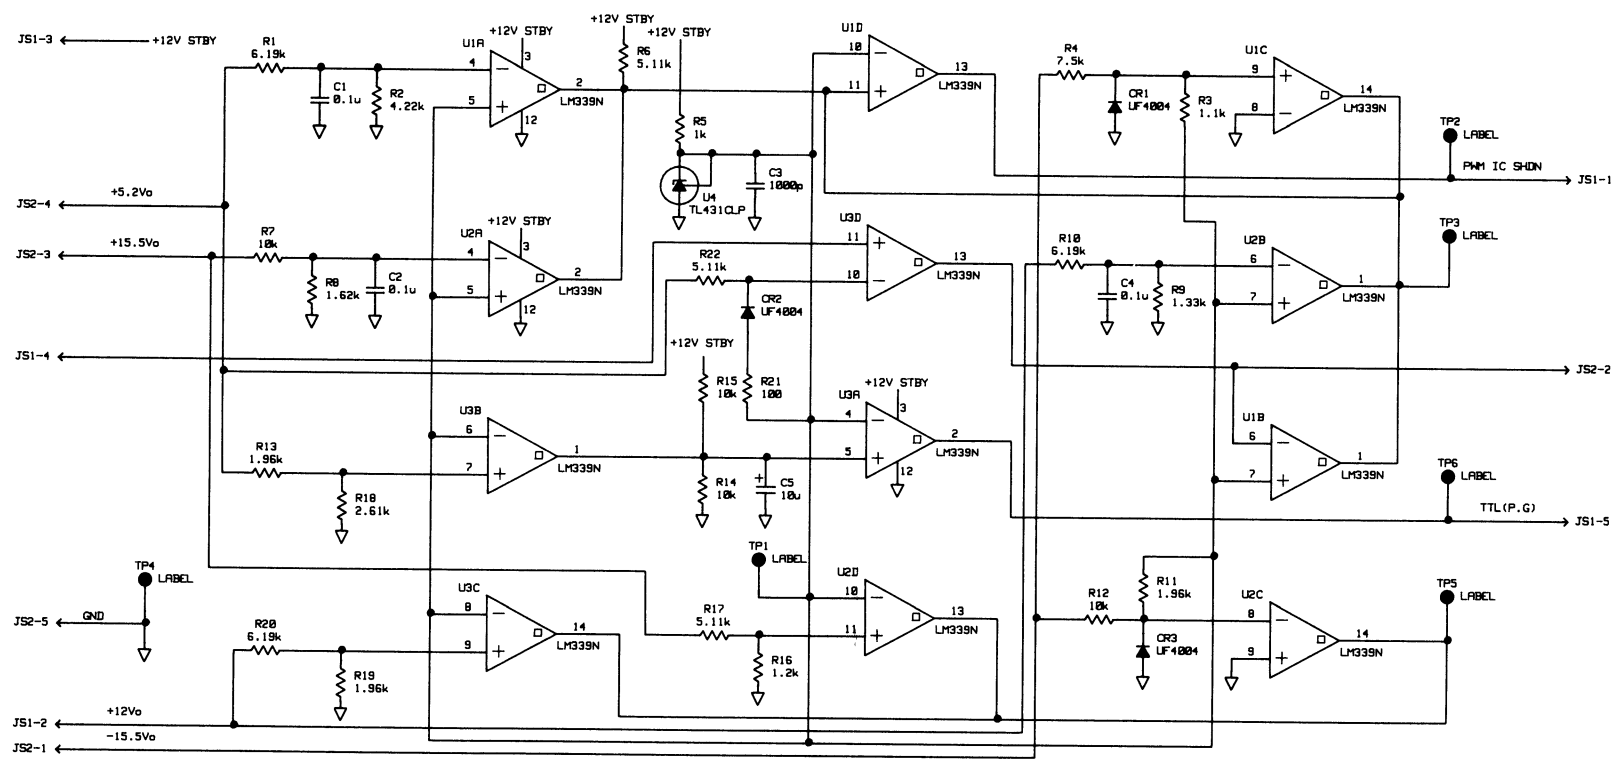 JS1-3
+12V STBY
R1
6.19k
C1
0.1u
R2
4.22k
U1A
+12V STBY
3
4
5
2
12
LM339N
+12V STBY
R6
5.11k
+12V STBY
R5
1k
U4
TL431CLP
C3
1000p
U1D
10
11
13
LM339N
R4
7.5k
CR1
UF4004
R3
1.1k
U1C
9
8
14
LM339N
TP2
LABEL
PWM IC SHDN
JS1-1
JS2-4
+5.2Vo
JS2-3
+15.5Vo
R7
10k
R8
1.62k
C2
0.1u
U2A
+12V STBY
3
4
5
2
12
LM339N
R22
5.11k
CR2
UF4004
U3D
11
10
13
LM339N
R10
6.19k
C4
0.1u
R9
1.33k
U2B
6
7
1
LM339N
TP3
LABEL
JS1-4
+12V STBY
R15
10k
R21
100
U3A
+12V STBY
3
4
5
2
12
LM339N
JS2-2
U3B
6
7
1
LM339N
R13
1.96k
R18
2.61k
R14
10k
C5
10u
U1B
6
7
1
LM339N
TP6
LABEL
TTL(P.G)
JS1-5
TP4
LABEL
JS2-5
GND
R20
6.19k
R19
1.96k
U3C
8
9
14
LM339N
TP1
LABEL
R17
5.11k
R16
1.2k
U2D
10
11
13
LM339N
R12
10k
R11
1.96k
CR3
UF4004
U2C
8
9
14
LM339N
TP5
LABEL
JS1-2
+12Vo
JS2-1
-15.5Vo